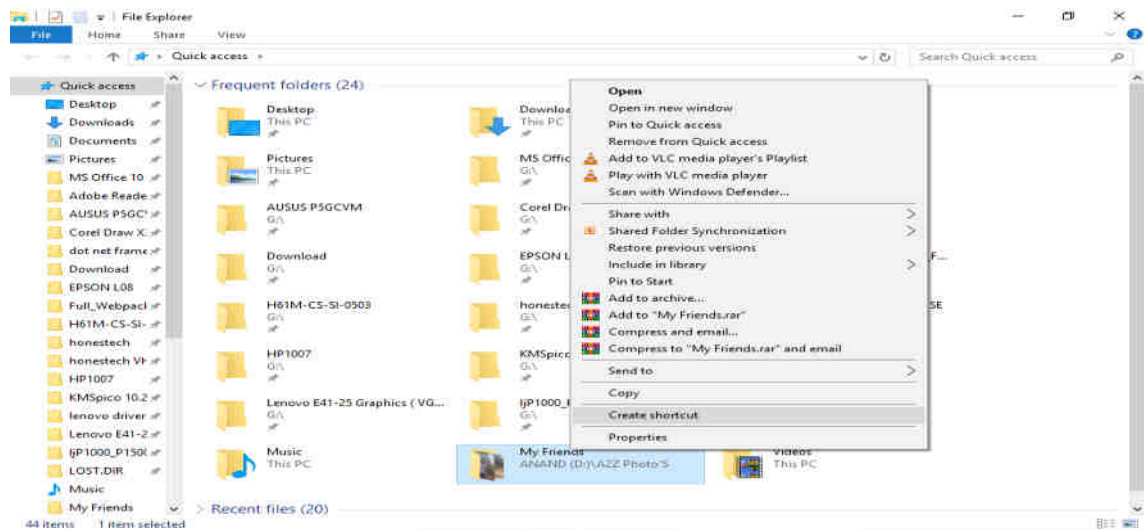 File Explorer
File Home Share View
Quick access
Search Quick access
Quick access
Desktop
Downloads
Documents
Pictures
MS Office 10
Adobe Reade
AUSUS P5GC
Corel Draw X
dot net frame
Download
EPSON L08
Full_Webpacl
H61M-CS-SI-
honestech
honestech VH
HP1007
KMSpico 10.2
lenovo driver
Lenovo E41-2
ljP1000_P150(
LOST.DIR
Music
My Friends
Frequent folders (24)
Desktop
This PC
Downloa
This PC
Pictures
This PC
MS Offic
G:\
AUSUS P5GCVM
G:\
Corel Dr
G:\
Download
G:\
EPSON L
G:\
F...
H61M-CS-SI-0503
G:\
honestec
G:\
SE
HP1007
G:\
KMSpico
G:\
Lenovo E41-25 Graphics ( VG...
G:\
ljP1000_
G:\
Music
This PC
My Friends
ANAND (D:)\AZZ Photo'S
Videos
This PC
Open
Open in new window
Pin to Quick access
Remove from Quick access
Add to VLC media player's Playlist
Play with VLC media player
Scan with Windows Defender...
Share with
Shared Folder Synchronization
Restore previous versions
Include in library
Pin to Start
Add to archive...
Add to "My Friends.rar"
Compress and email...
Compress to "My Friends.rar" and email
Send to
Copy
Create shortcut
Properties
Recent files (20)
44 items 1 item selected